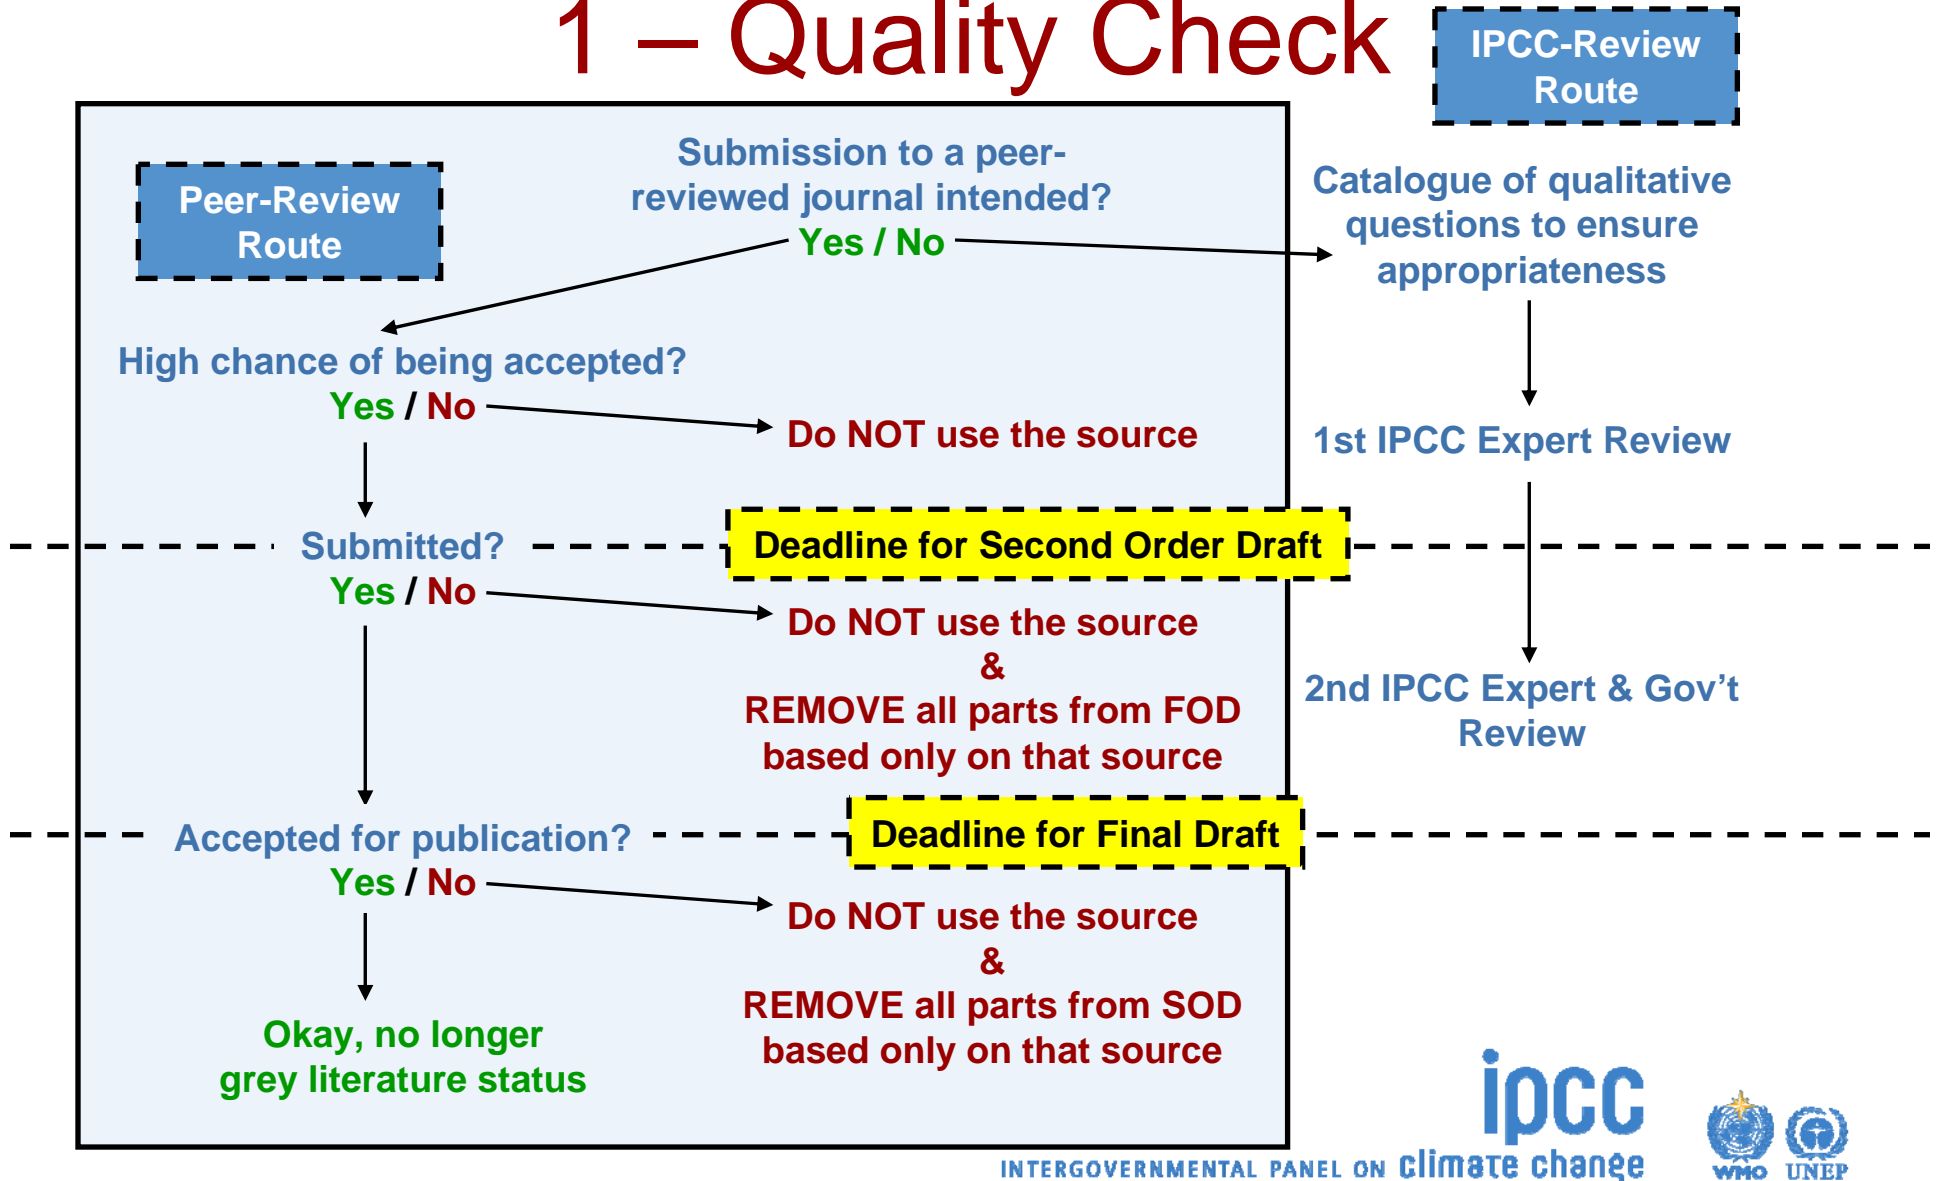 1 – Quality Check
IPCC-Review
Route
Peer-Review
Route
Submission to a peer-
reviewed journal intended?
Yes / No
Catalogue of qualitative
questions to ensure
appropriateness
High chance of being accepted?
Yes / No
Do NOT use the source
1st IPCC Expert Review
Submitted?
Yes / No
Deadline for Second Order Draft
Do NOT use the source
&
REMOVE all parts from FOD
based only on that source
2nd IPCC Expert & Gov't
Review
Accepted for publication?
Yes / No
Deadline for Final Draft
Do NOT use the source
&
REMOVE all parts from SOD
based only on that source
Okay, no longer
grey literature status
ipcc
INTERGOVERNMENTAL PANEL ON climate change
WMO
UNEP